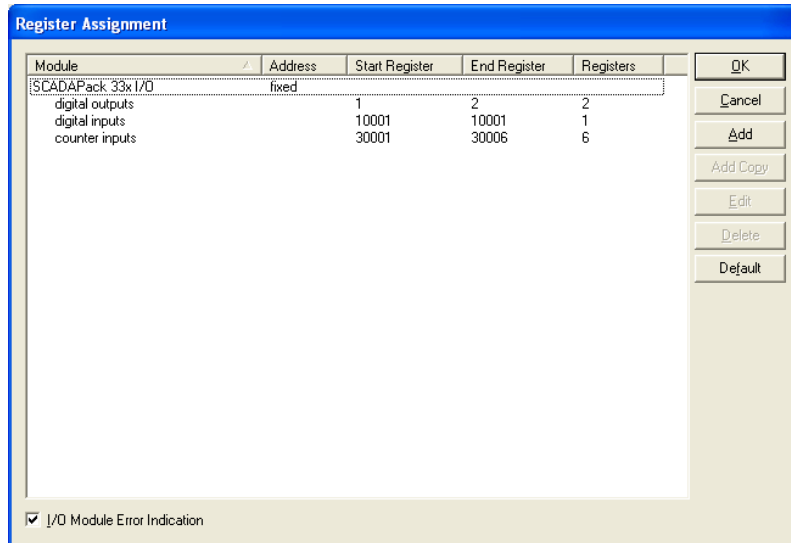 Register Assignment
Module Address Start Register End Register Registers
SCADAPack 33x I/O fixed
digital outputs 1 2 2
digital inputs 10001 10001 1
counter inputs 30001 30006 6
OK
Cancel
Add
Add Copy
Edit
Delete
Default
I/O Module Error Indication